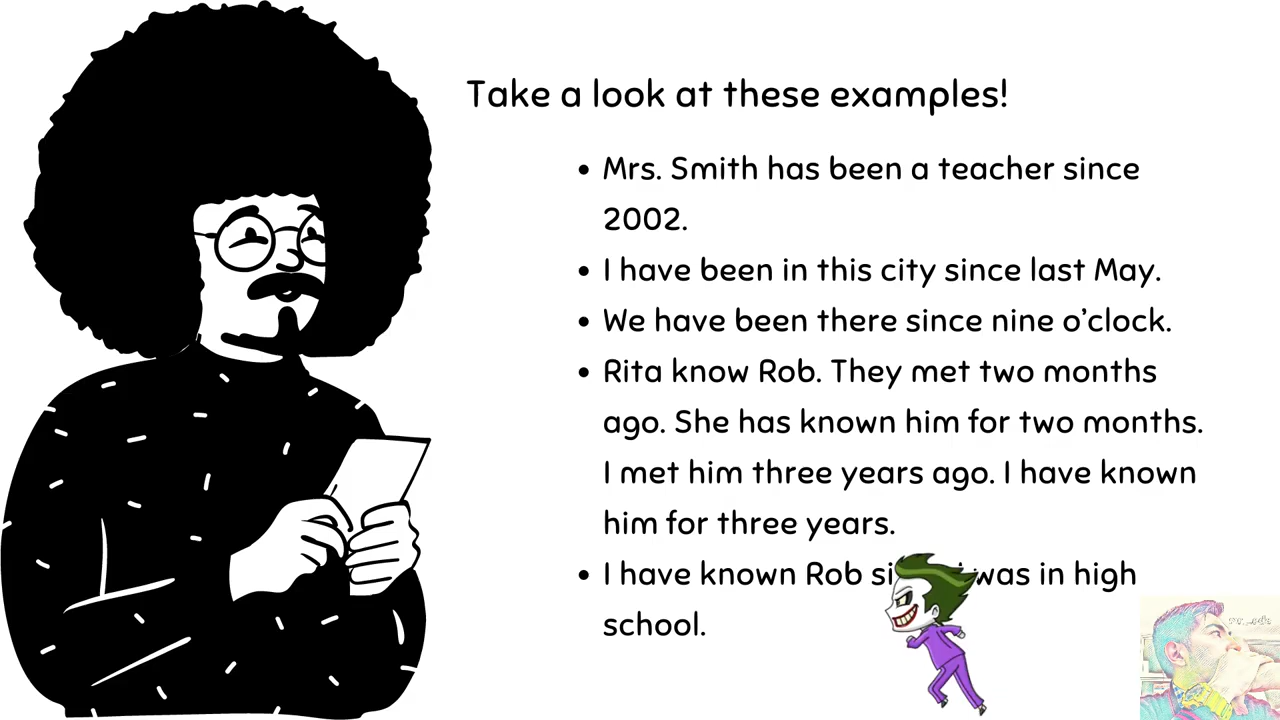 Take a look at these examples!
• Mrs. Smith has been a teacher since
2002.
• I have been in this city since last May.
• We have been there since nine o’clock.
• Rita know Rob. They met two months
ago. She has known him for two months.
I met him three years ago. I have known
him for three years.
• I have known Rob si was in high
school.